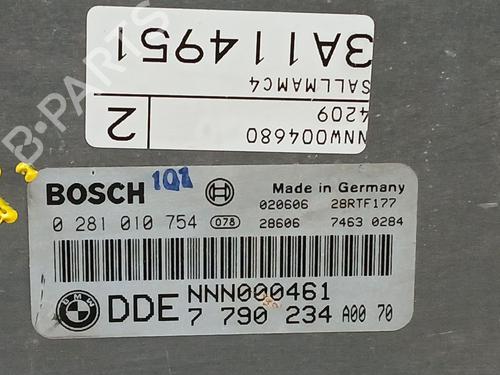 3A114951
SALLMAMC4
4209
NNW004680
2
B-PARTS
BOSCH
101
Made in Germany
0 281 010 754
078
020606
28RTF177
28606
7463 0284
BMW
DDE
NNN000461
7 790 234 A00 70